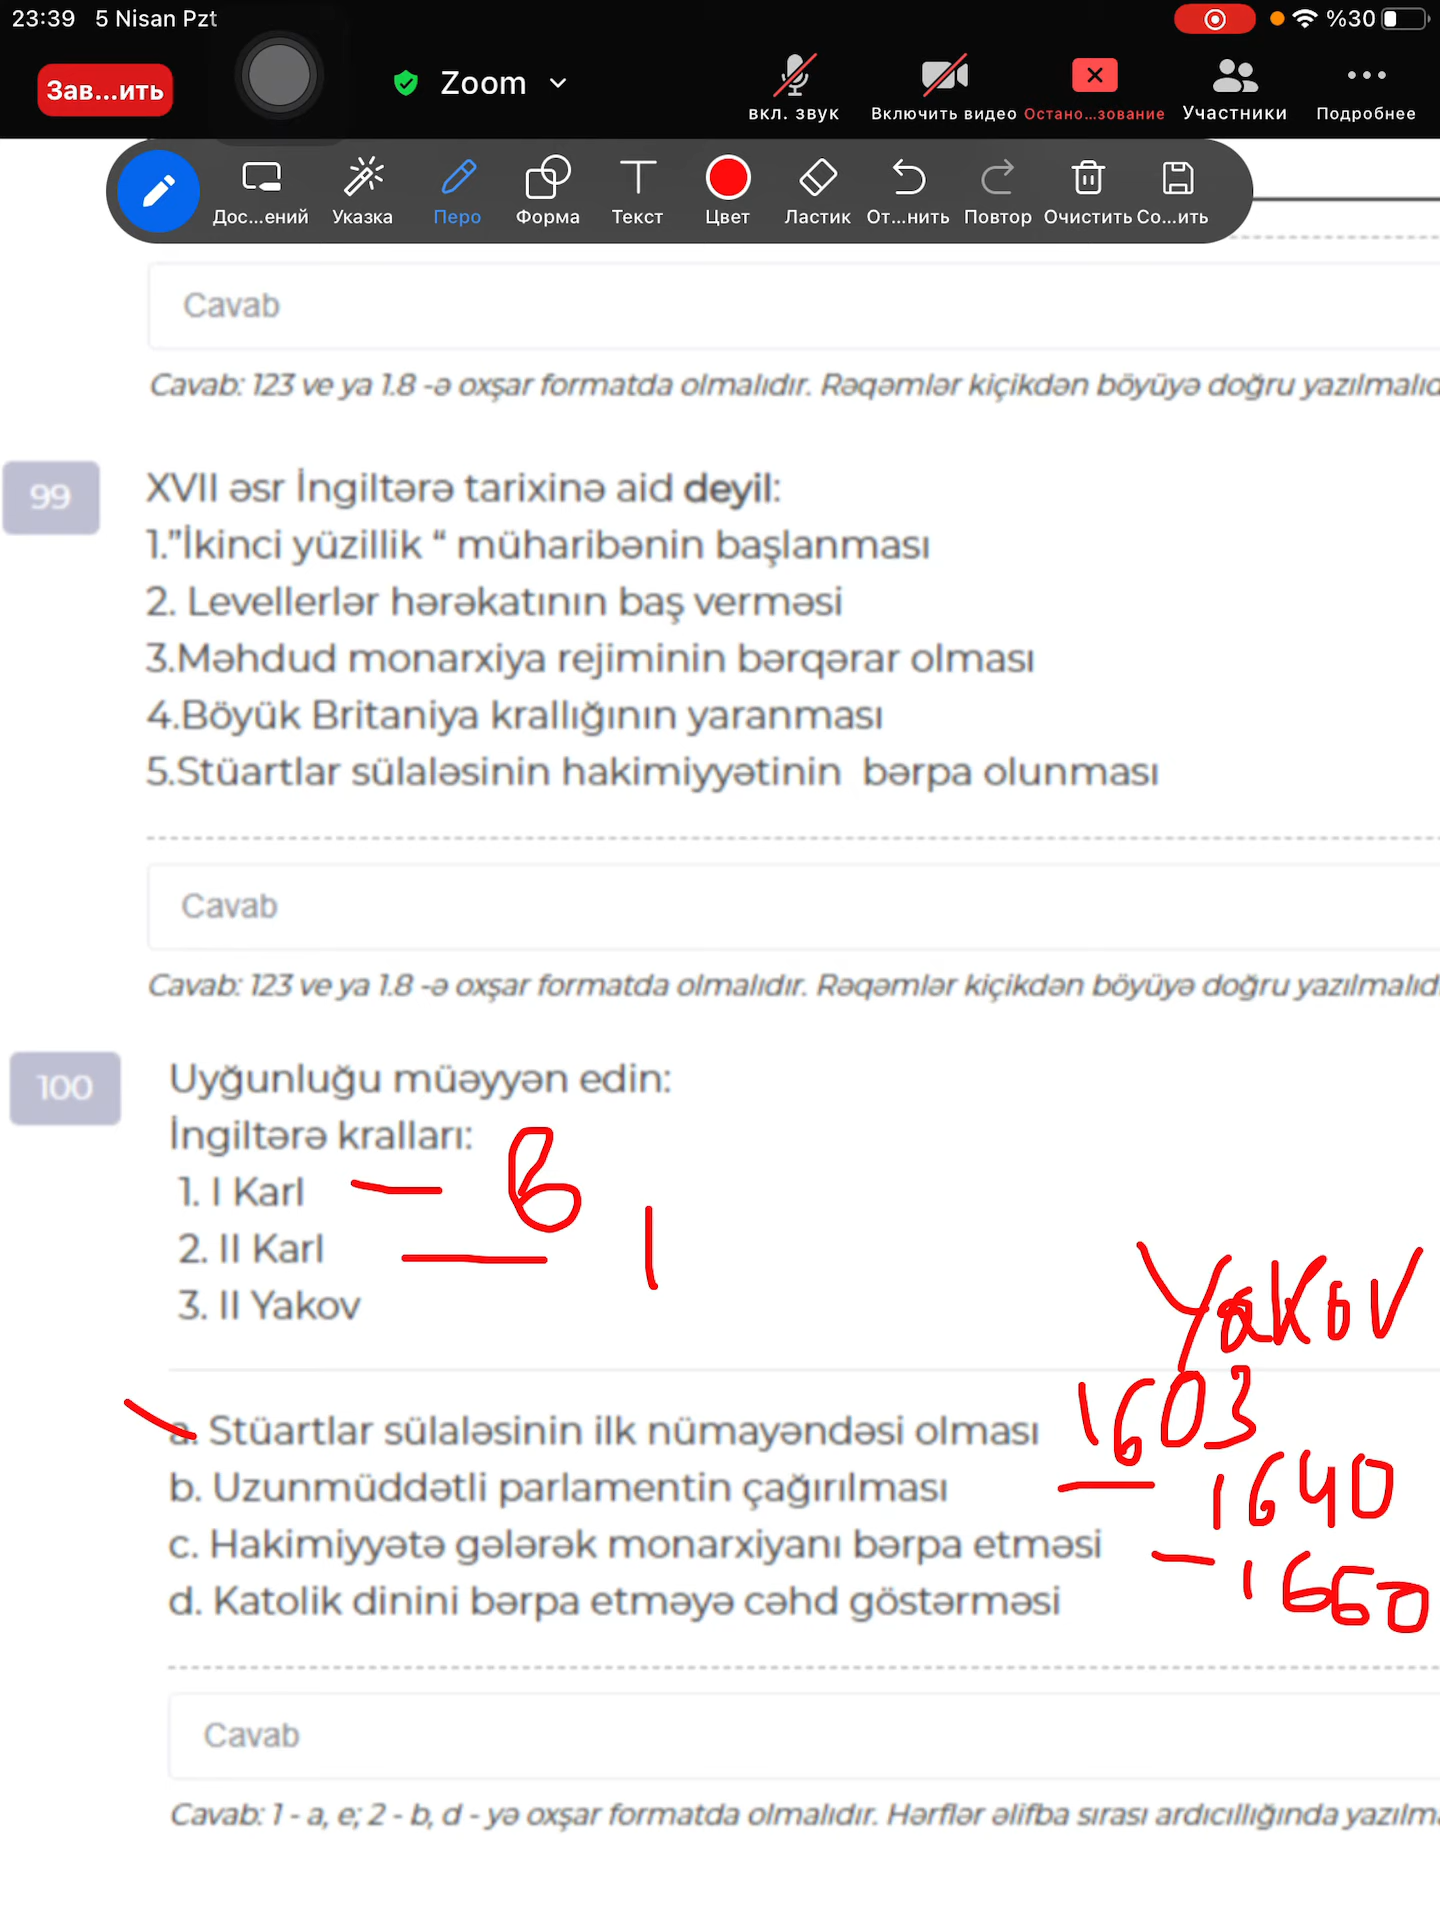 23:39 5 Nisan Pzt %30
Зав...ить Zoom вкл. звук Включить видео Остано...зование Участники Подробнее
Дос...ений Указка Перо Форма Текст Цвет Ластик От...нить Повтор Очистить Со...ить
Cavab
Cavab: 123 ve ya 1.8 -ə oxşar formatda olmalıdır. Rəqəmlər kiçikdən böyüyə doğru yazılmalıd
99
XVII əsr İngiltərə tarixinə aid deyil:
1.”İkinci yüzillik “ müharibənin başlanması
2. Levellerlər hərəkatının baş verməsi
3.Məhdud monarxiya rejiminin bərqərar olması
4.Böyük Britaniya krallığının yaranması
5.Stüartlar sülaləsinin hakimiyyətinin bərpa olunması
Cavab
Cavab: 123 ve ya 1.8 -ə oxşar formatda olmalıdır. Rəqəmlər kiçikdən böyüyə doğru yazılmalıd
100
Uyğunluğu müəyyən edin:
İngiltərə kralları:
1. I Karl — B
2. II Karl —
3. II Yakov
Yakov
a. Stüartlar sülaləsinin ilk nümayəndəsi olması 1603
b. Uzunmüddətli parlamentin çağırılması — 1640
c. Hakimiyyətə gələrək monarxiyanı bərpa etməsi — 1660
d. Katolik dinini bərpa etməyə cəhd göstərməsi
Cavab
Cavab: 1 - a, e; 2 - b, d - yə oxşar formatda olmalıdır. Hərflər əlifba sırası ardıcıllığında yazılma